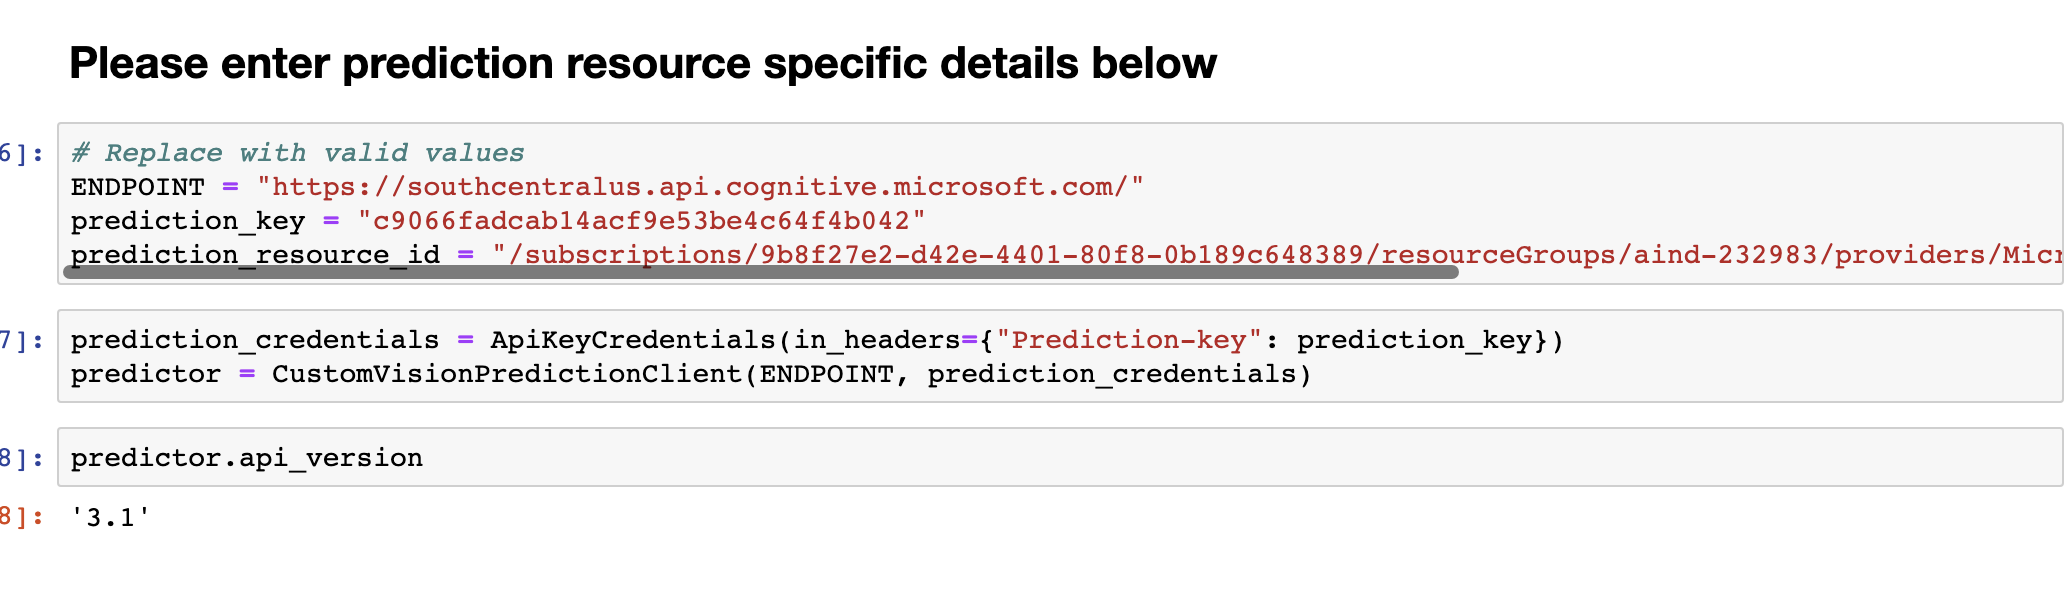 Please enter prediction resource specific details below
6]: # Replace with valid values
ENDPOINT = "https://southcentralus.api.cognitive.microsoft.com/"
prediction_key = "c9066fadcab14acf9e53be4c64f4b042"
prediction_resource_id = "/subscriptions/9b8f27e2-d42e-4401-80f8-0b189c648389/resourceGroups/aind-232983/providers/Micr
7]: prediction_credentials = ApiKeyCredentials(in_headers={"Prediction-key": prediction_key})
predictor = CustomVisionPredictionClient(ENDPOINT, prediction_credentials)
8]: predictor.api_version
8]: '3.1'